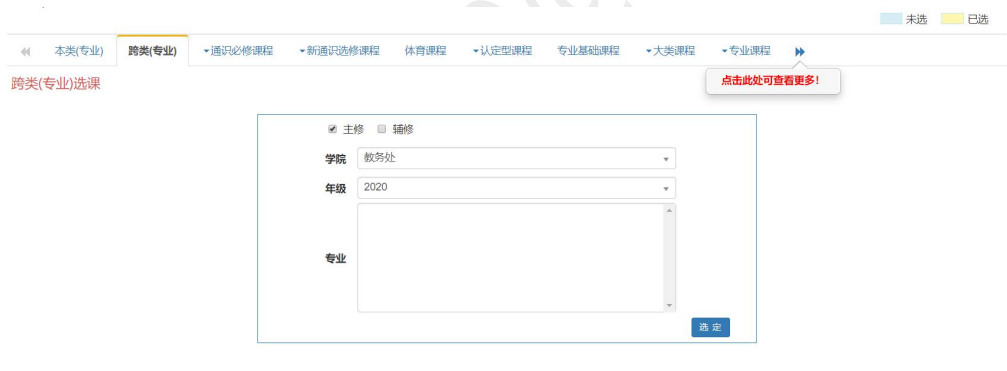 未选 已选
本类(专业) 跨类(专业) 通识必修课程 新通识选修课程 体育课程 认定型课程 专业基础课程 大类课程 专业课程
点击此处可查看更多!
跨类(专业)选课
主修 辅修
学院 教务处
年级 2020
专业
选定